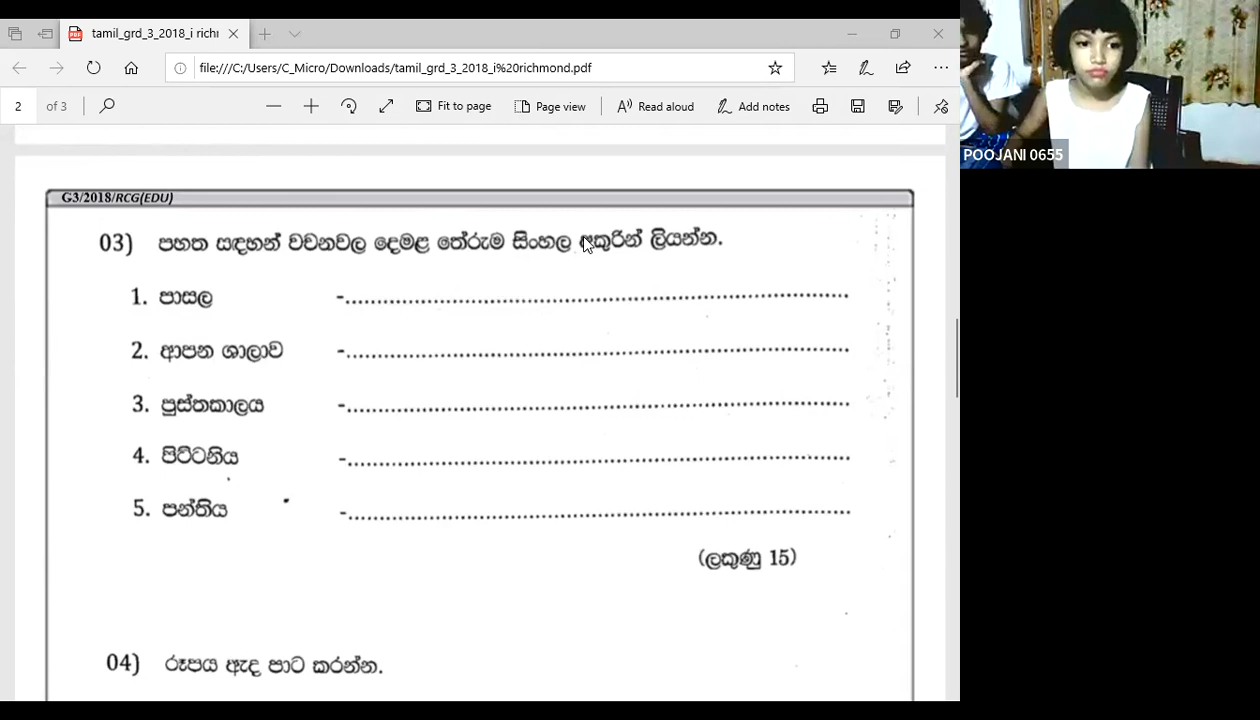 tamil_grd_3_2018_i richr
file:///C:/Users/C_Micro/Downloads/tamil_grd_3_2018_i%20richmond.pdf
2 of 3 Fit to page Page view Read aloud Add notes
POOJANI 0655
G3/2018/RCG(EDU)
03) පහත සඳහන් වචනවල දෙමළ තේරුම සිංහල අකුරින් ලියන්න.
1. පාසල -
2. ආපන ශාලාව -
3. පුස්තකාලය -
4. පිට්ටනිය -
5. පන්තිය -
(ලකුණු 15)
04) රූපය ඇඳ පාට කරන්න.